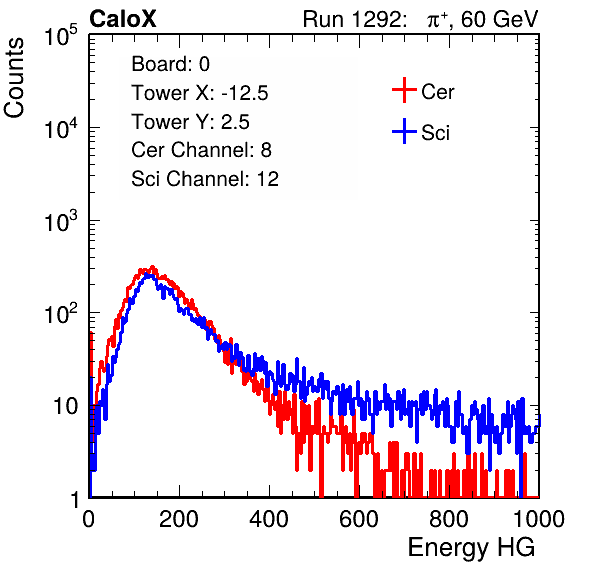 CaloX Run 1292: π⁺, 60 GeV
Counts
10⁵
10⁴
10³
10²
10
1
Board: 0
Tower X: -12.5
Tower Y: 2.5
Cer Channel: 8
Sci Channel: 12
Cer
Sci
0 200 400 600 800 1000
Energy HG